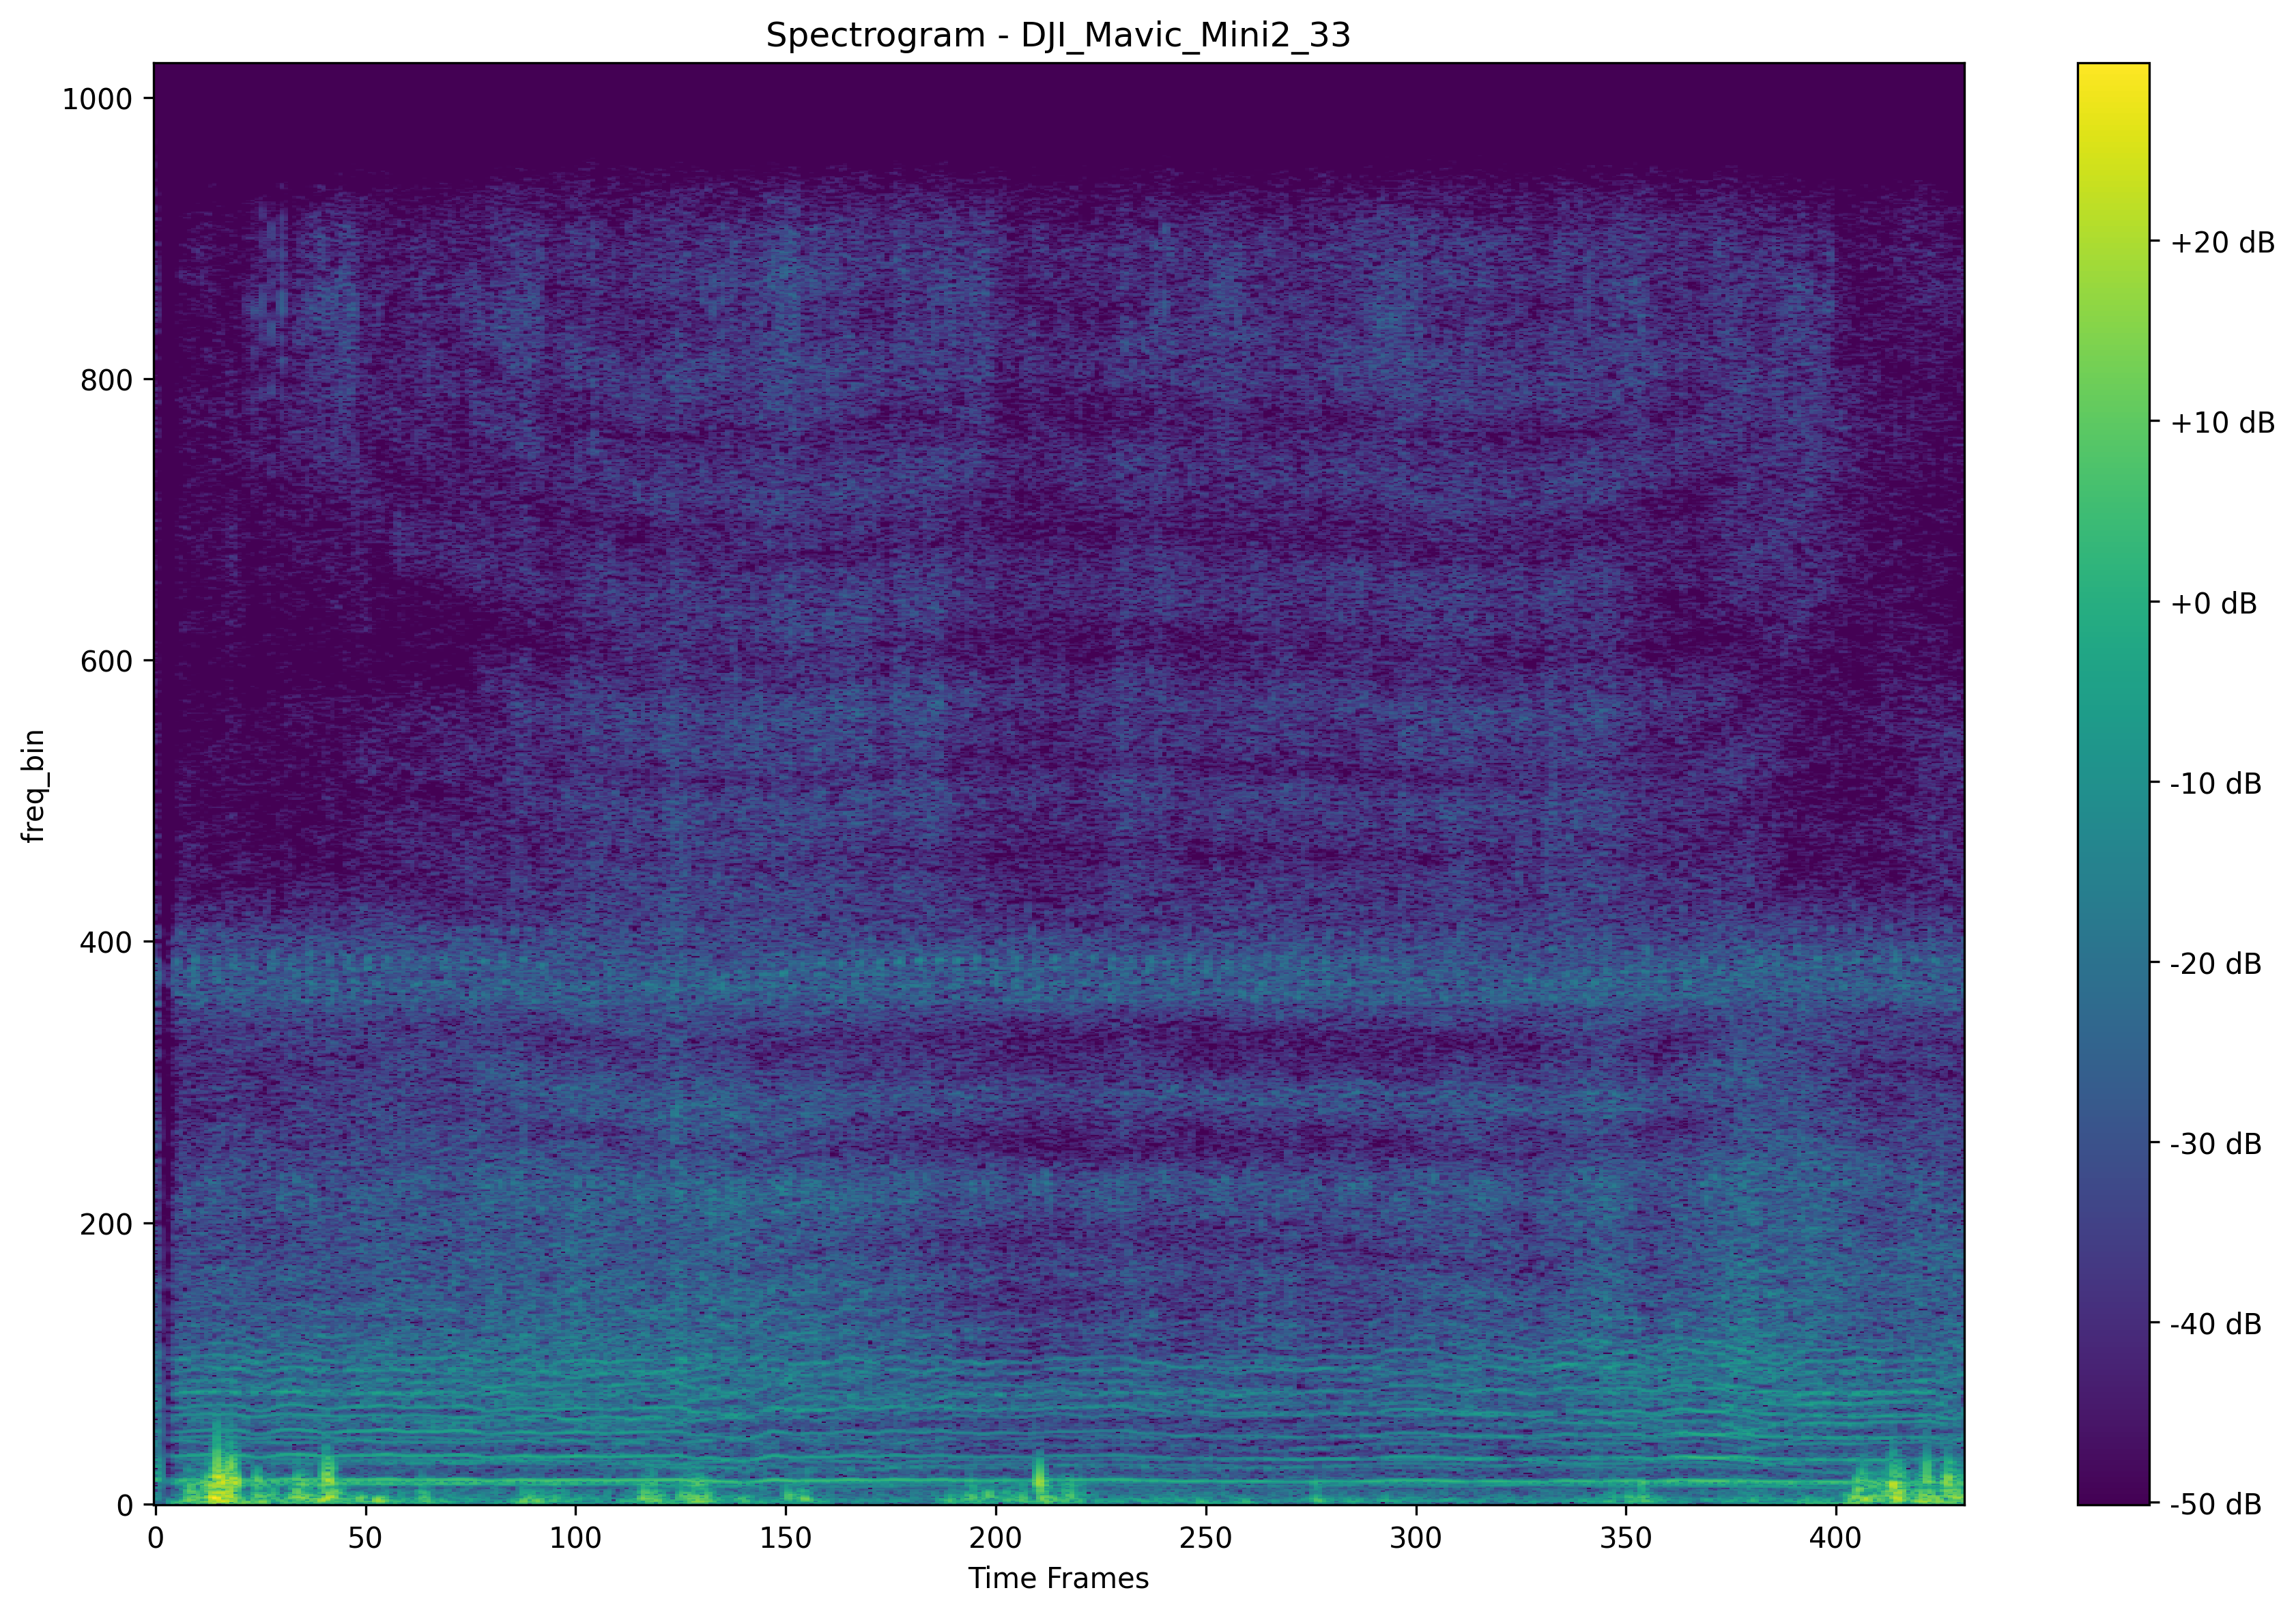 Spectrogram - DJI_Mavic_Mini2_33
1000
800
600
400
200
0
freq_bin
0 50 100 150 200 250 300 350 400
Time Frames
+20 dB
+10 dB
+0 dB
-10 dB
-20 dB
-30 dB
-40 dB
-50 dB